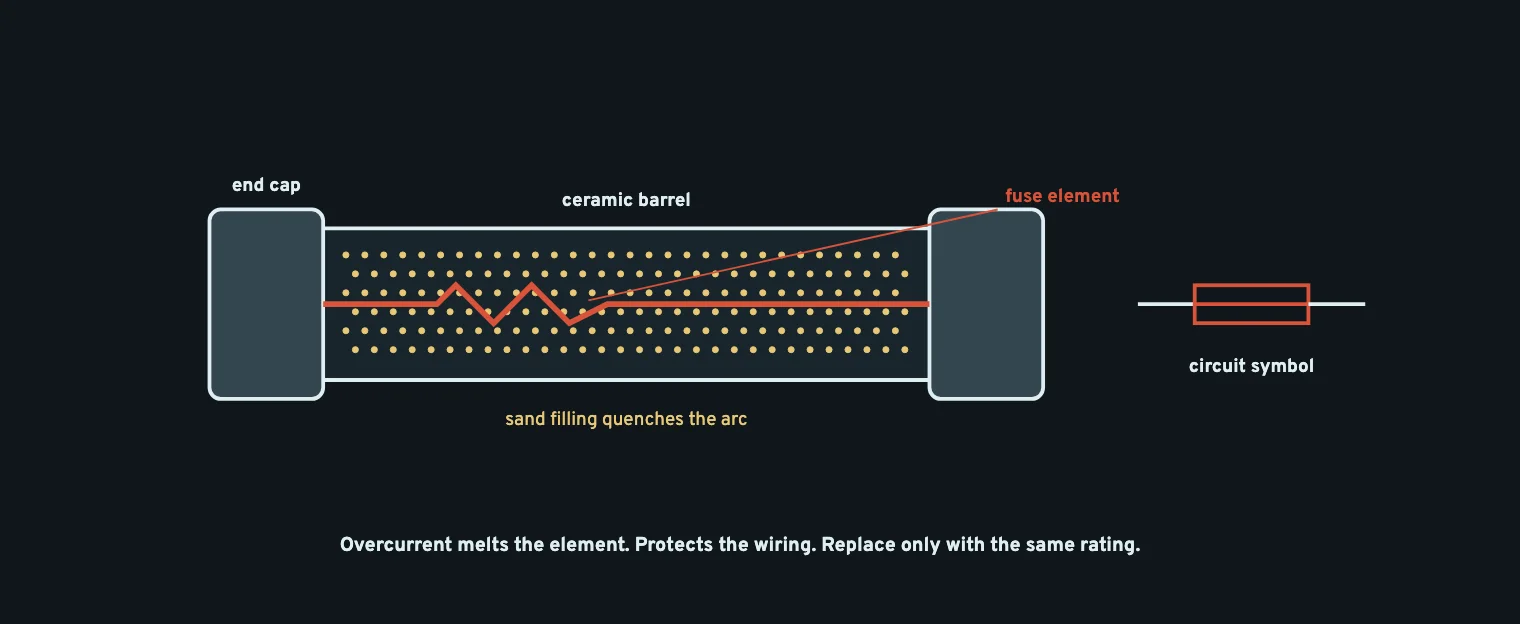 end cap
ceramic barrel
fuse element
circuit symbol
sand filling quenches the arc
Overcurrent melts the element. Protects the wiring. Replace only with the same rating.